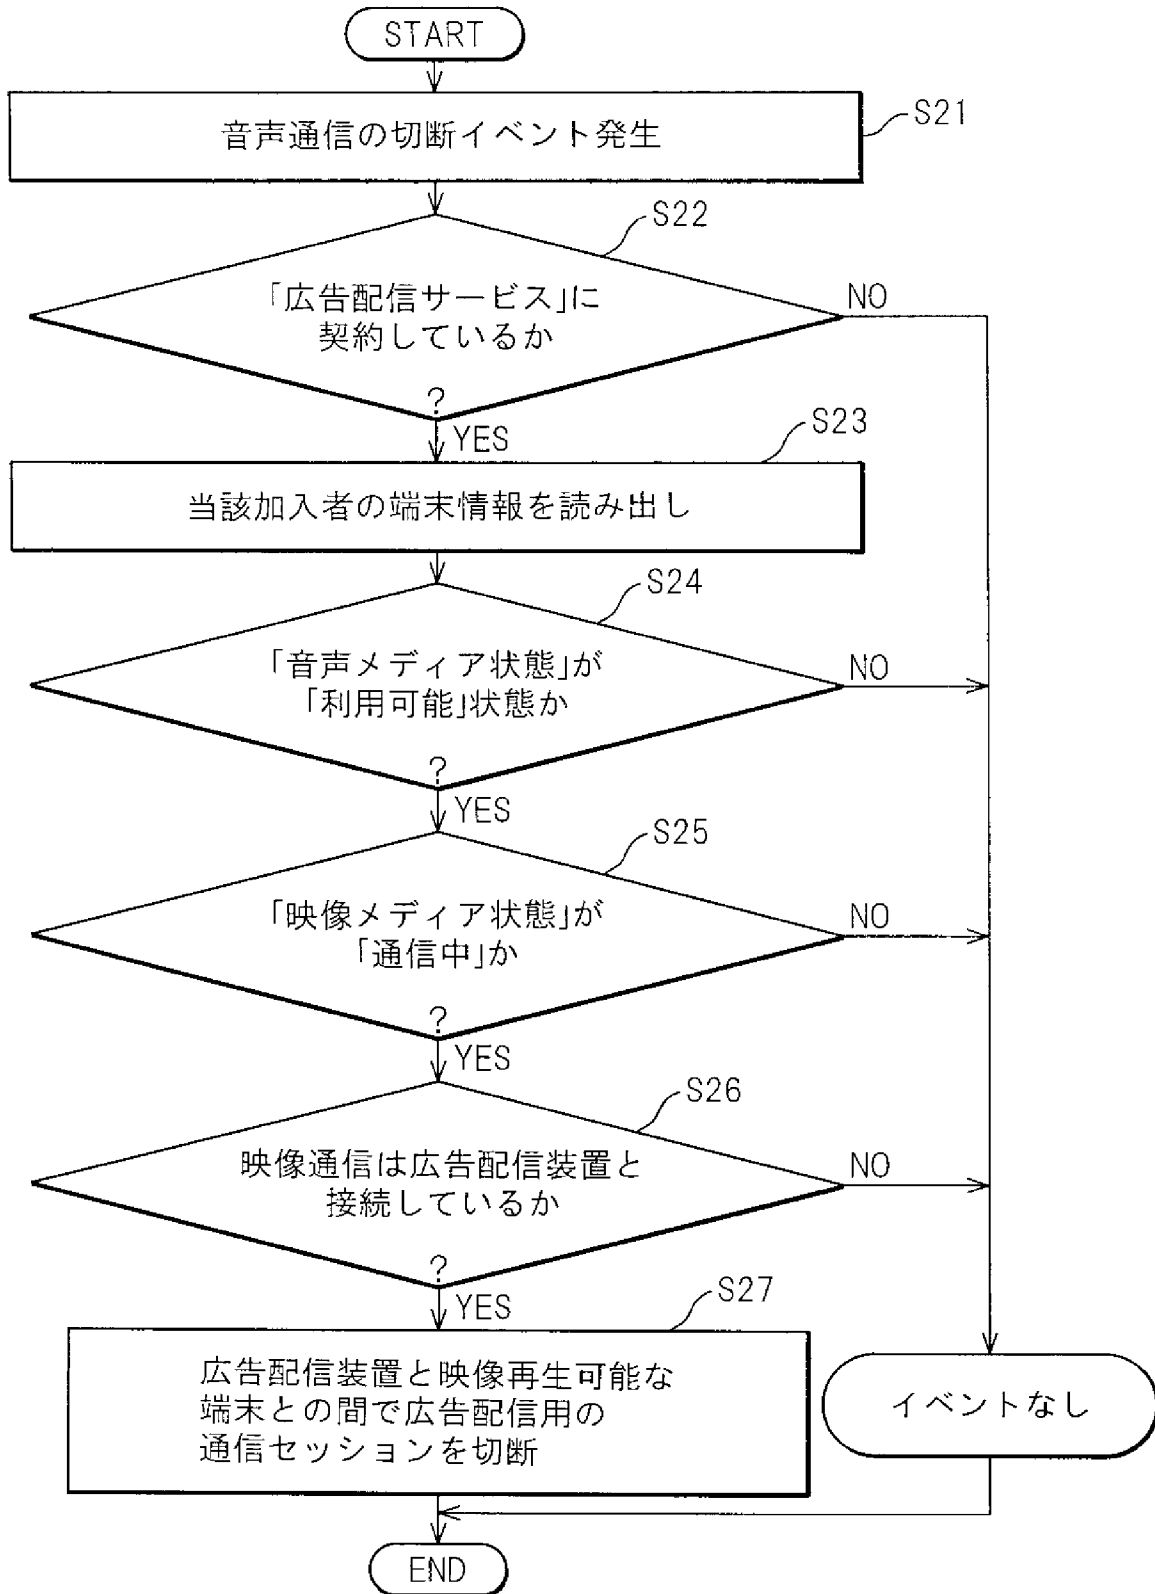 START
音声通信の切断イベント発生
S21
「広告配信サービス」に
契約しているか
?
S22
NO
YES
当該加入者の端末情報を読み出し
S23
「音声メディア状態」が
「利用可能」状態か
?
S24
NO
YES
「映像メディア状態」が
「通信中」か
?
S25
NO
YES
映像通信は広告配信装置と
接続しているか
?
S26
NO
YES
広告配信装置と映像再生可能な
端末との間で広告配信用の
通信セッションを切断
S27
イベントなし
END